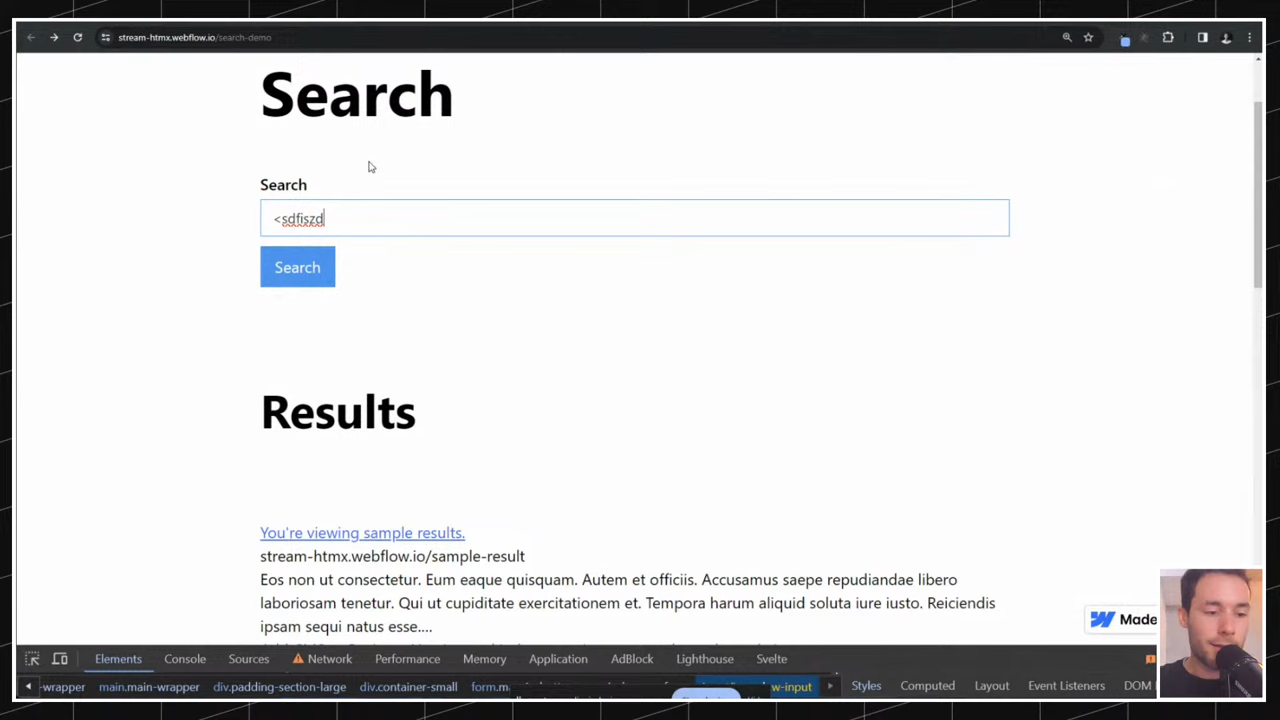 stream-htmx.webflow.io/search-demo
Search
Search
<sdfiszd
Search
Results
You're viewing sample results.
stream-htmx.webflow.io/sample-result
Eos non ut consectetur. Eum eaque quisquam. Autem et officiis. Accusamus saepe repudiandae libero
laboriosam tenetur. Qui ut cupiditate exercitationem et. Tempora harum aliquid soluta iure iusto. Reiciendis
ipsam sequi natus esse....
Made
Elements Console Sources Network Performance Memory Application AdBlock Lighthouse Svelte
-wrapper main.main-wrapper div.padding-section-large div.container-small form.m w-input Styles Computed Layout Event Listeners DOM